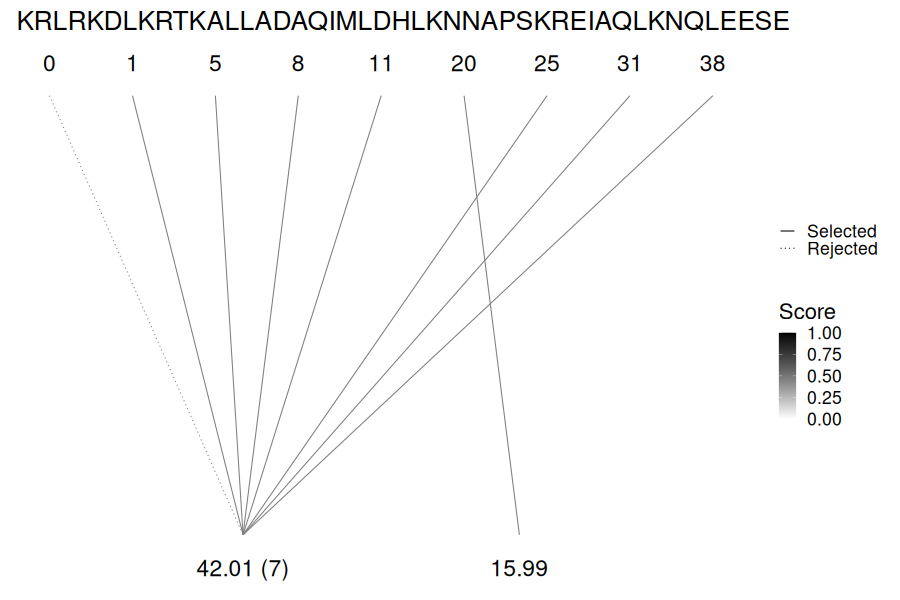 KRLRKDLKRTKALLADAQIMLDHLKNNAPSKREIAQLKNQLEESE
0 1 5 8 11 20 25 31 38
Selected
Rejected
Score
1.00
0.75
0.50
0.25
0.00
42.01 (7) 15.99